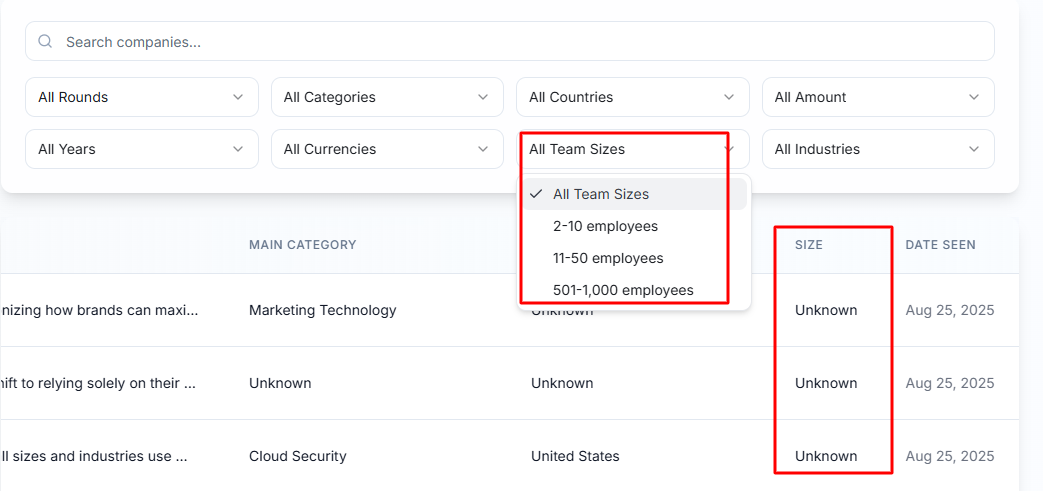 Search companies...
All Rounds
All Categories
All Countries
All Amount
All Years
All Currencies
All Team Sizes
All Industries
All Team Sizes
2-10 employees
11-50 employees
501-1,000 employees
MAIN CATEGORY
SIZE
DATE SEEN
nizing how brands can maxi...
Marketing Technology
Unknown
Unknown
Aug 25, 2025
hift to relying solely on their ...
Unknown
Unknown
Unknown
Aug 25, 2025
ll sizes and industries use ...
Cloud Security
United States
Unknown
Aug 25, 2025